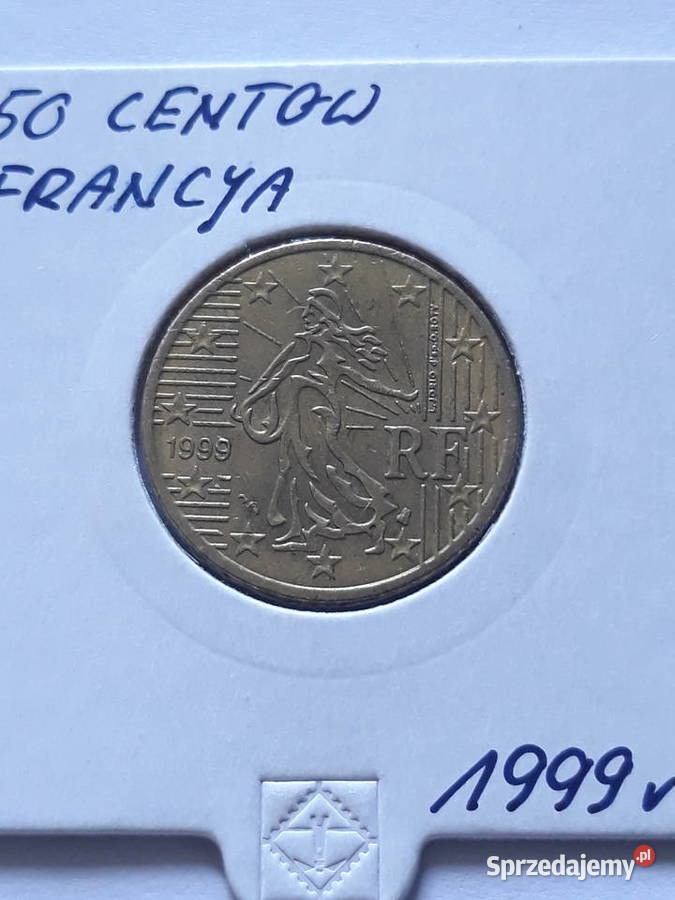 50 CENTOW
FRANCYA
1999
RF
1999 r
Sprzedajemy.pl